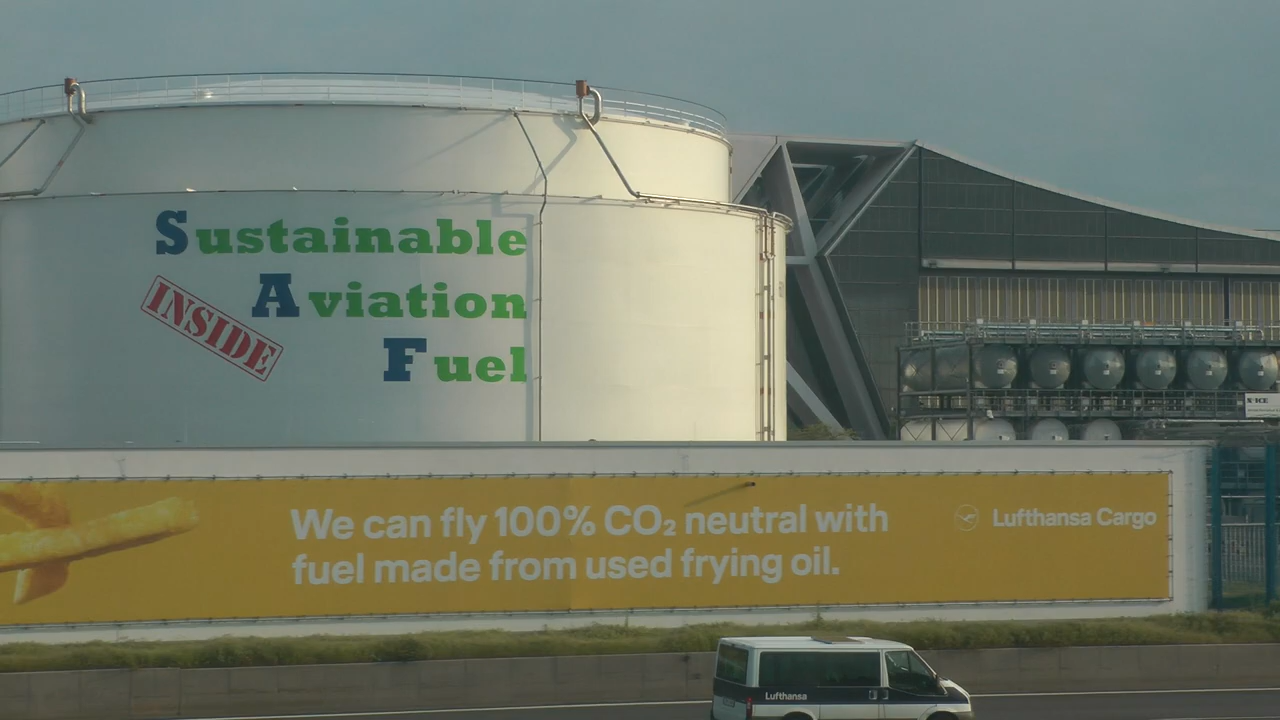 Sustainable
Aviation
INSIDE
Fuel
We can fly 100% CO₂ neutral with
fuel made from used frying oil.
Lufthansa Cargo
Lufthansa